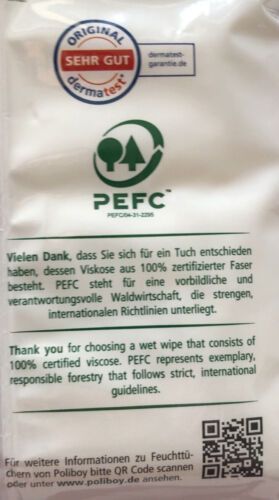 ORIGINAL
SEHR GUT
dermatest®
dermatest-
garantie.de
PEFC™
PEFC/04-31-2295
Vielen Dank, dass Sie sich für ein Tuch entschieden
haben, dessen Viskose aus 100% zertifizierter Faser
besteht. PEFC steht für eine vorbildliche und
verantwortungsvolle Waldwirtschaft, die strengen,
internationalen Richtlinien unterliegt.
Thank you for choosing a wet wipe that consists of
100% certified viscose. PEFC represents exemplary,
responsible forestry that follows strict, international
guidelines.
Für weitere Informationen zu Feuchttü-
chern von Poliboy bitte QR Code scannen
oder unter www.poliboy.de ansehen.